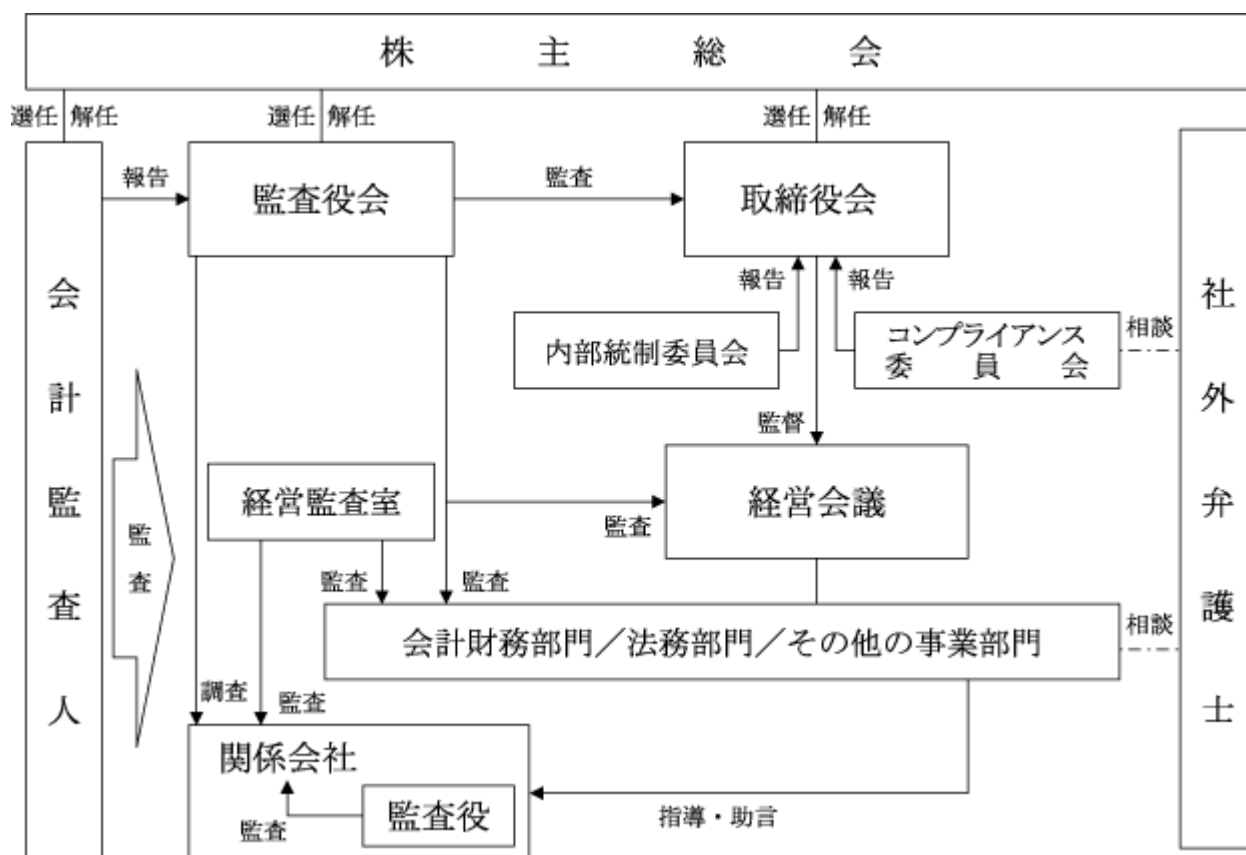 株主総会
選任 解任
選任 解任
選任 解任
会計監査人
報告
監査役会
監査
取締役会
社外弁護士
報告
報告
内部統制委員会
コンプライアンス
委員会
相談
監督
監査
経営監査室
監査
経営会議
監査
監査
会計財務部門／法務部門／その他の事業部門
相談
調査
監査
関係会社
監査役
監査
指導・助言